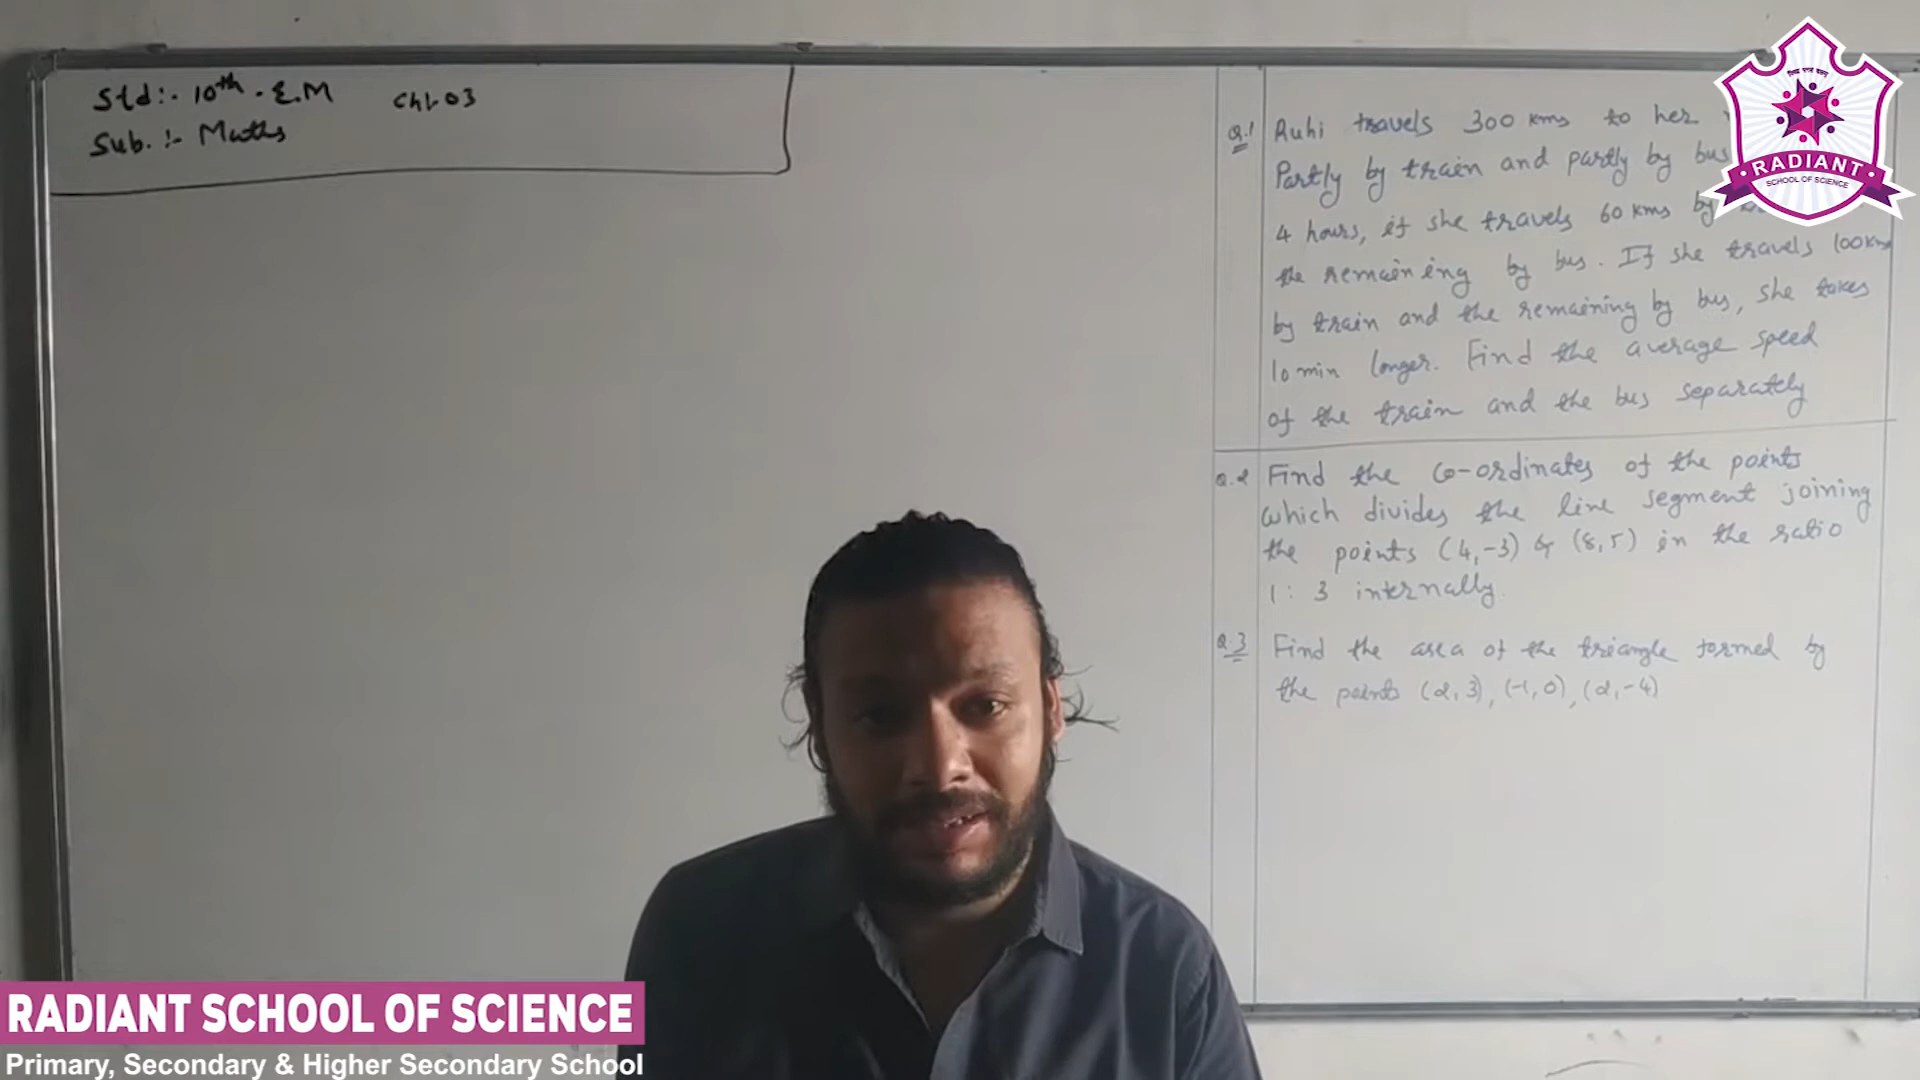 Std:- 10th - E.M Ch:- 03
Sub. :- Maths
Q.1 Ruhi travels 300 kms to her
Partly by train and partly by bus
4 hours, if she travels 60 kms by
the remaining by bus. If she travels 100km
by train and the remaining by bus, she takes
10 min longer. Find the average speed
of the train and the bus separately
Q.2 Find the co-ordinates of the points
which divides the line segment joining
the points (4,-3) & (8,5) in the ratio
1 : 3 internally.
Q.3 Find the area of the triangle formed by
the points (2, 3), (-1, 0), (2, -4)
RADIANT
SCHOOL OF SCIENCE
RADIANT SCHOOL OF SCIENCE
Primary, Secondary & Higher Secondary School